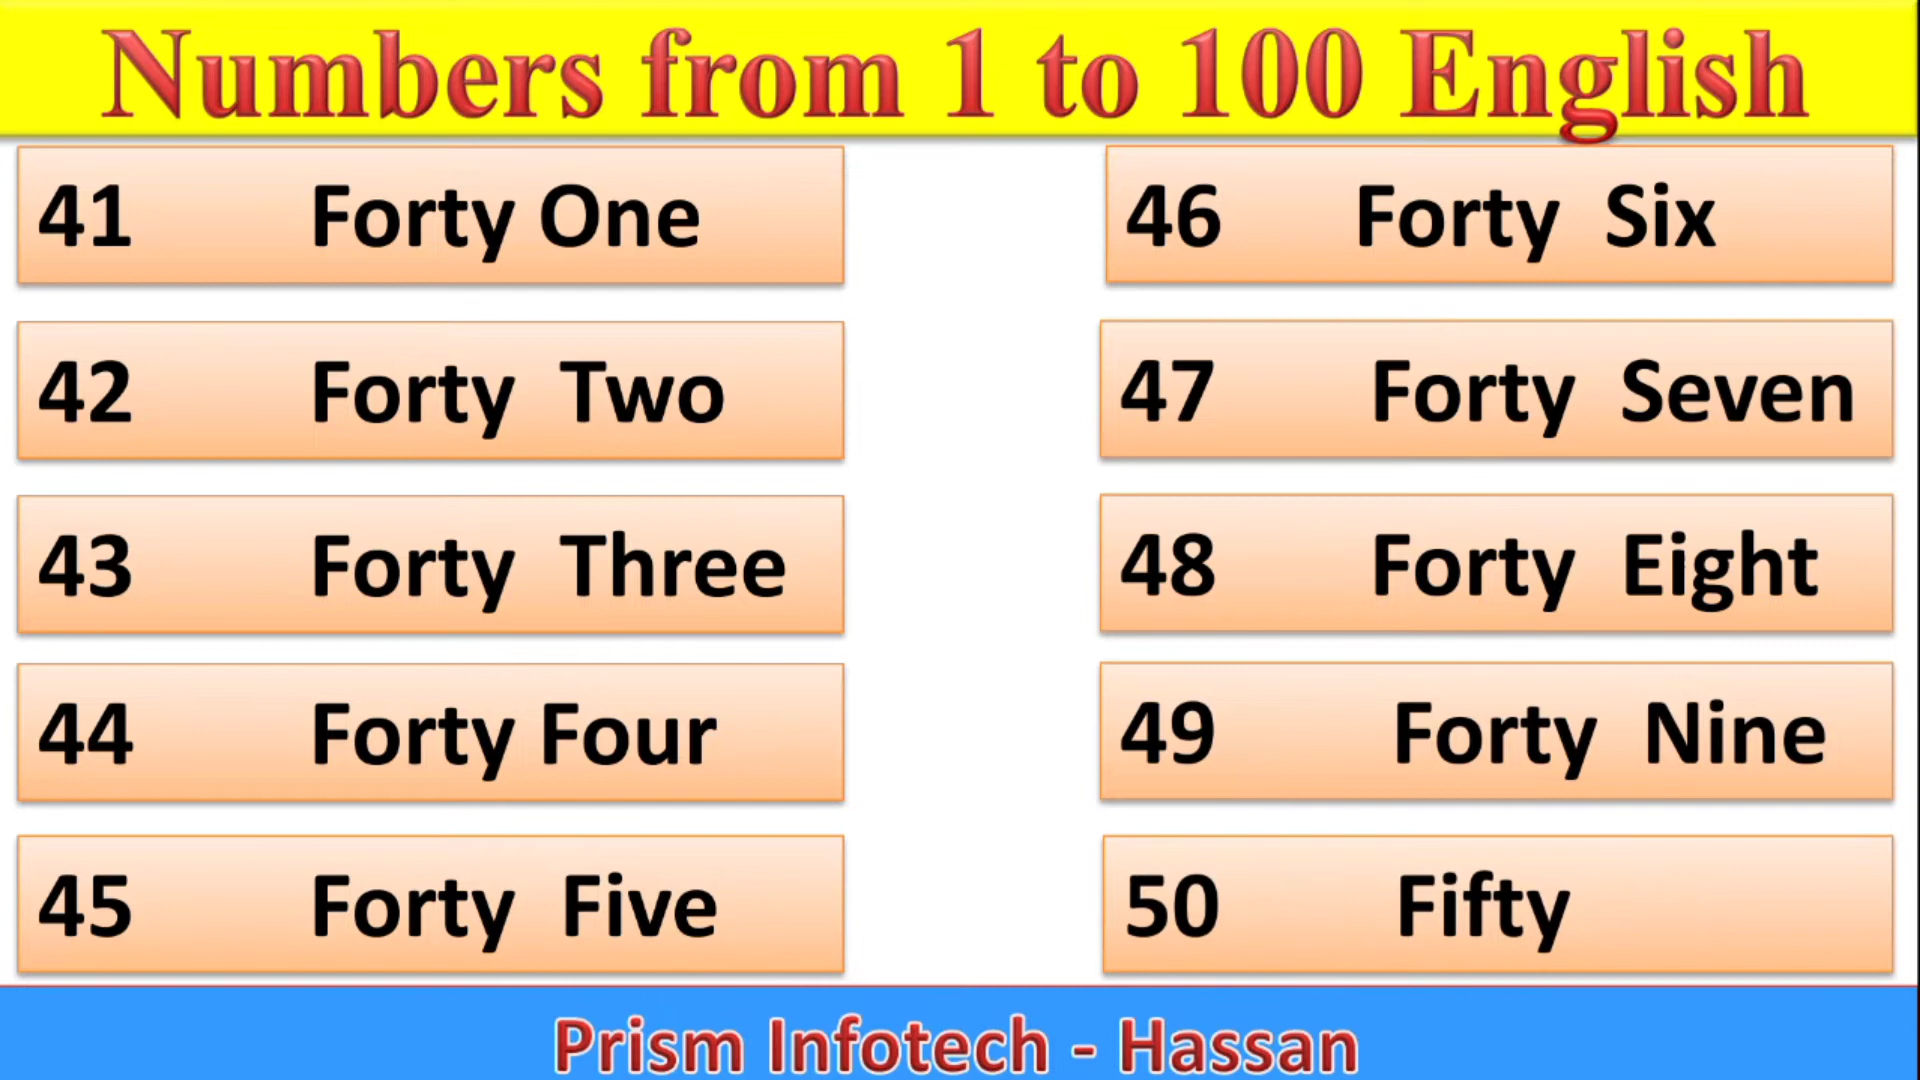 Numbers from 1 to 100 English
41 Forty One
42 Forty Two
43 Forty Three
44 Forty Four
45 Forty Five
46 Forty Six
47 Forty Seven
48 Forty Eight
49 Forty Nine
50 Fifty
Prism Infotech - Hassan